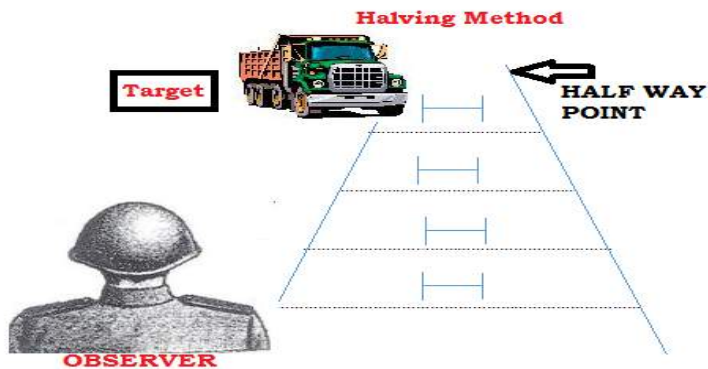 Halving Method
Target
HALF WAY
POINT
OBSERVER